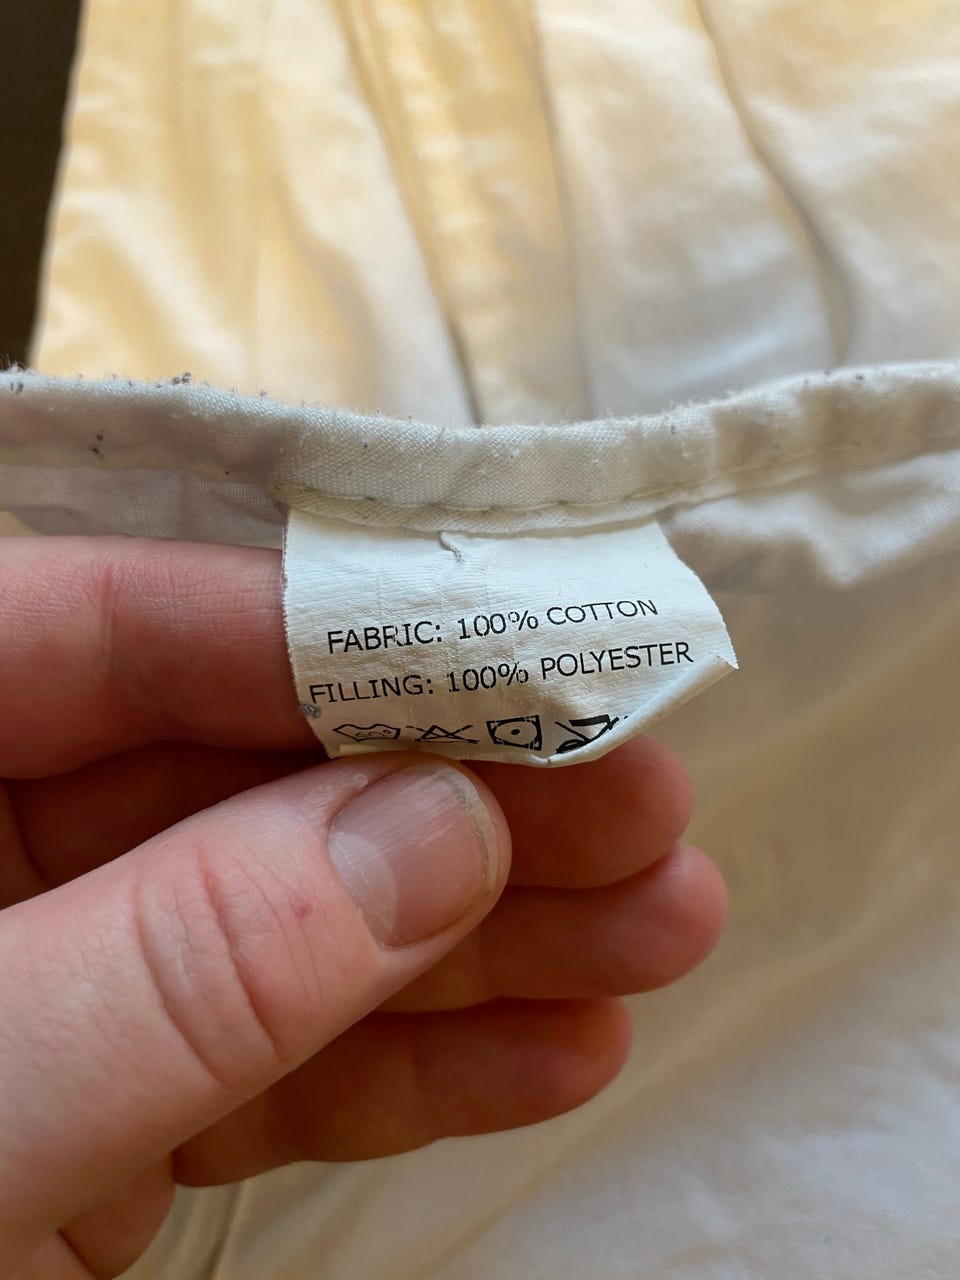 FABRIC: 100% COTTON
FILLING: 100% POLYESTER